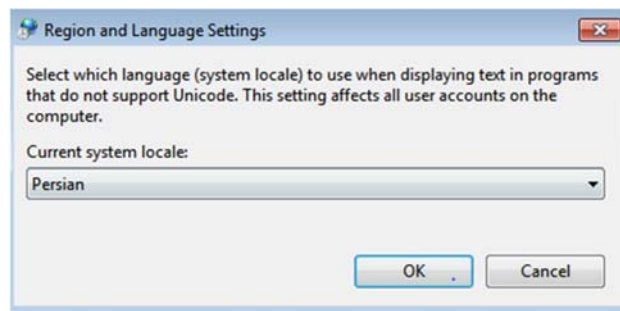 Region and Language Settings
Select which language (system locale) to use when displaying text in programs
that do not support Unicode. This setting affects all user accounts on the
computer.
Current system locale:
Persian
OK
Cancel